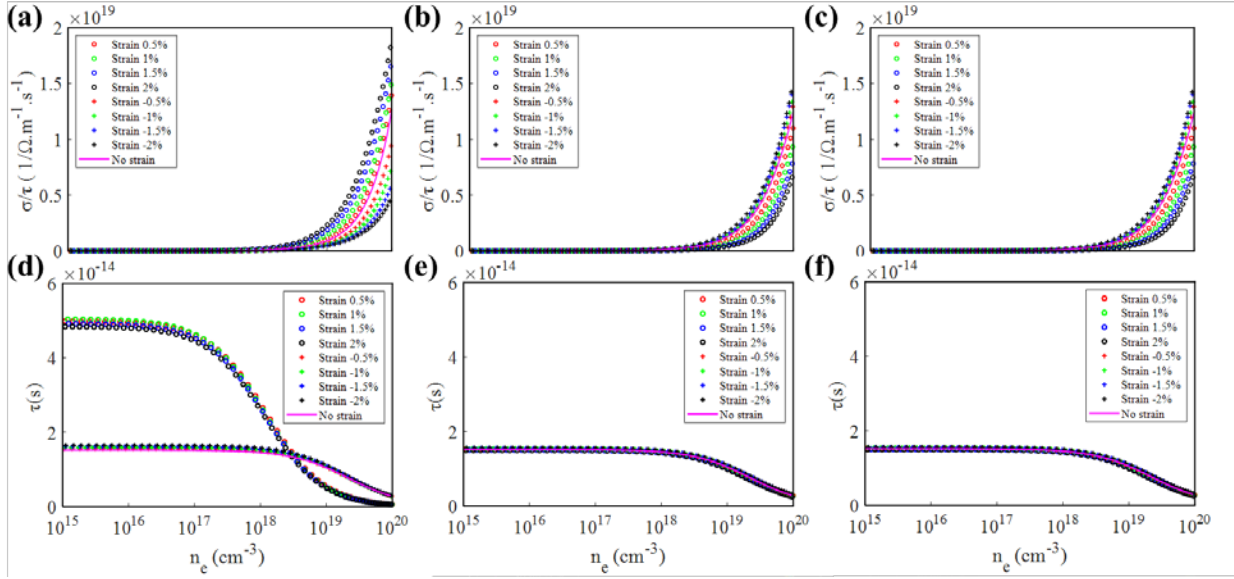 (a)
×10^19
2
1.5
1
0.5
0
σ/τ ( 1/Ω.m^-1.s^-1)
Strain 0.5%
Strain 1%
Strain 1.5%
Strain 2%
Strain -0.5%
Strain -1%
Strain -1.5%
Strain -2%
No strain
(b)
×10^19
2
1.5
1
0.5
0
σ/τ ( 1/Ω.m^-1.s^-1)
Strain 0.5%
Strain 1%
Strain 1.5%
Strain 2%
Strain -0.5%
Strain -1%
Strain -1.5%
Strain -2%
No strain
(c)
×10^19
2
1.5
1
0.5
0
σ/τ ( 1/Ω.m^-1.s^-1)
Strain 0.5%
Strain 1%
Strain 1.5%
Strain 2%
Strain -0.5%
Strain -1%
Strain -1.5%
Strain -2%
No strain
(d)
×10^-14
6
4
2
0
τ(s)
Strain 0.5%
Strain 1%
Strain 1.5%
Strain 2%
Strain -0.5%
Strain -1%
Strain -1.5%
Strain -2%
No strain
10^15 10^16 10^17 10^18 10^19 10^20
n_e (cm^-3)
(e)
×10^-14
6
4
2
0
τ(s)
Strain 0.5%
Strain 1%
Strain 1.5%
Strain 2%
Strain -0.5%
Strain -1%
Strain -1.5%
Strain -2%
No strain
10^15 10^16 10^17 10^18 10^19 10^20
n_e (cm^-3)
(f)
×10^-14
6
4
2
0
τ(s)
Strain 0.5%
Strain 1%
Strain 1.5%
Strain 2%
Strain -0.5%
Strain -1%
Strain -1.5%
Strain -2%
No strain
10^15 10^16 10^17 10^18 10^19 10^20
n_e (cm^-3)